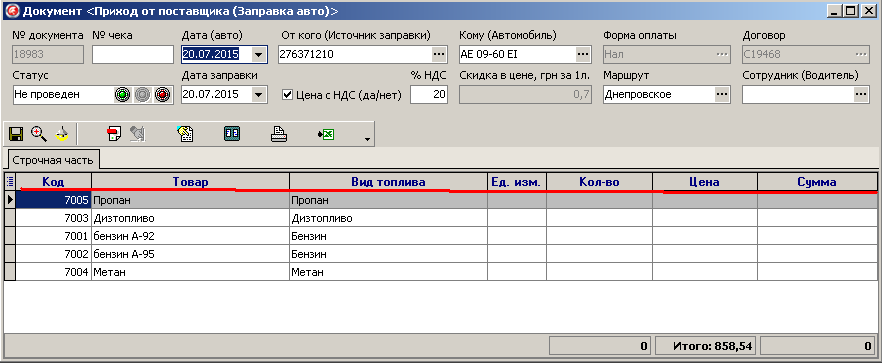 Документ <Приход от поставщика (Заправка авто)>
№ документа № чека Дата (авто) От кого (Источник заправки) Кому (Автомобиль) Форма оплаты Договор
18983 20.07.2015 276371210 ... AE 09-60 EI ... Нал ... C19468 ...
Статус Дата заправки % НДС Скидка в цене, грн за 1л. Маршрут Сотрудник (Водитель)
Не проведен 20.07.2015 Цена с НДС (да/нет) 20 0,7 Днепровское ... ...
Строчная часть
Код Товар Вид топлива Ед. изм. Кол-во Цена Сумма
7005 Пропан Пропан
7003 Дизтопливо Дизтопливо
7001 бензин А-92 Бензин
7002 бензин А-95 Бензин
7004 Метан Метан
0 Итого: 858,54 0